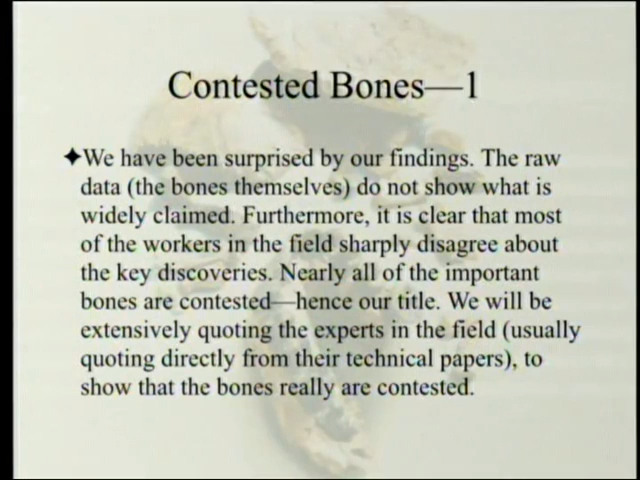 Contested Bones—1
✦We have been surprised by our findings. The raw
data (the bones themselves) do not show what is
widely claimed. Furthermore, it is clear that most
of the workers in the field sharply disagree about
the key discoveries. Nearly all of the important
bones are contested—hence our title. We will be
extensively quoting the experts in the field (usually
quoting directly from their technical papers), to
show that the bones really are contested.